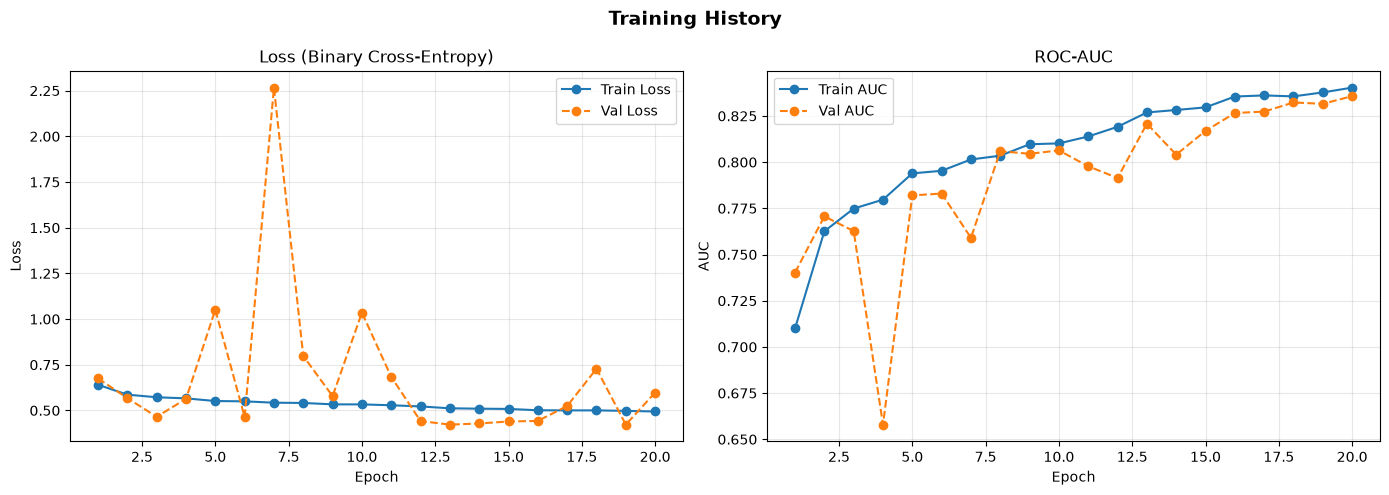 Training History
Loss (Binary Cross-Entropy)
Train Loss
Val Loss
2.25
2.00
1.75
1.50
1.25
1.00
0.75
0.50
Loss
2.5 5.0 7.5 10.0 12.5 15.0 17.5 20.0
Epoch
ROC-AUC
Train AUC
Val AUC
0.825
0.800
0.775
0.750
0.725
0.700
0.675
0.650
AUC
2.5 5.0 7.5 10.0 12.5 15.0 17.5 20.0
Epoch